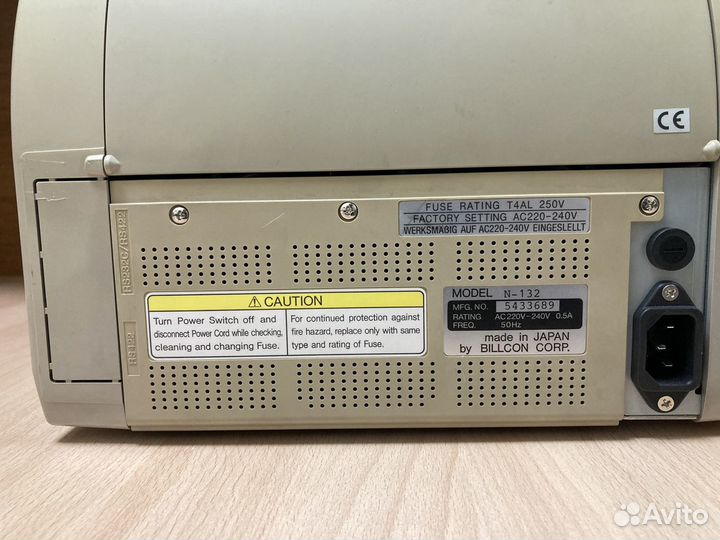 CE
FUSE RATING T4AL 250V
FACTORY SETTING AC220-240V
WERKSMÄßIG AUF AC220-240V EINGESLELLT
RS232C/RS422
RS422
CAUTION
Turn Power Switch off and
disconnect Power Cord while checking,
cleaning and changing Fuse.
For continued protection against
fire hazard, replace only with same
type and rating of Fuse.
MODEL N-132
MFG. NO. 5433689
RATING AC220V-240V 0.5A
FREQ. 50Hz
made in JAPAN
by BILLCON CORP.
Avito